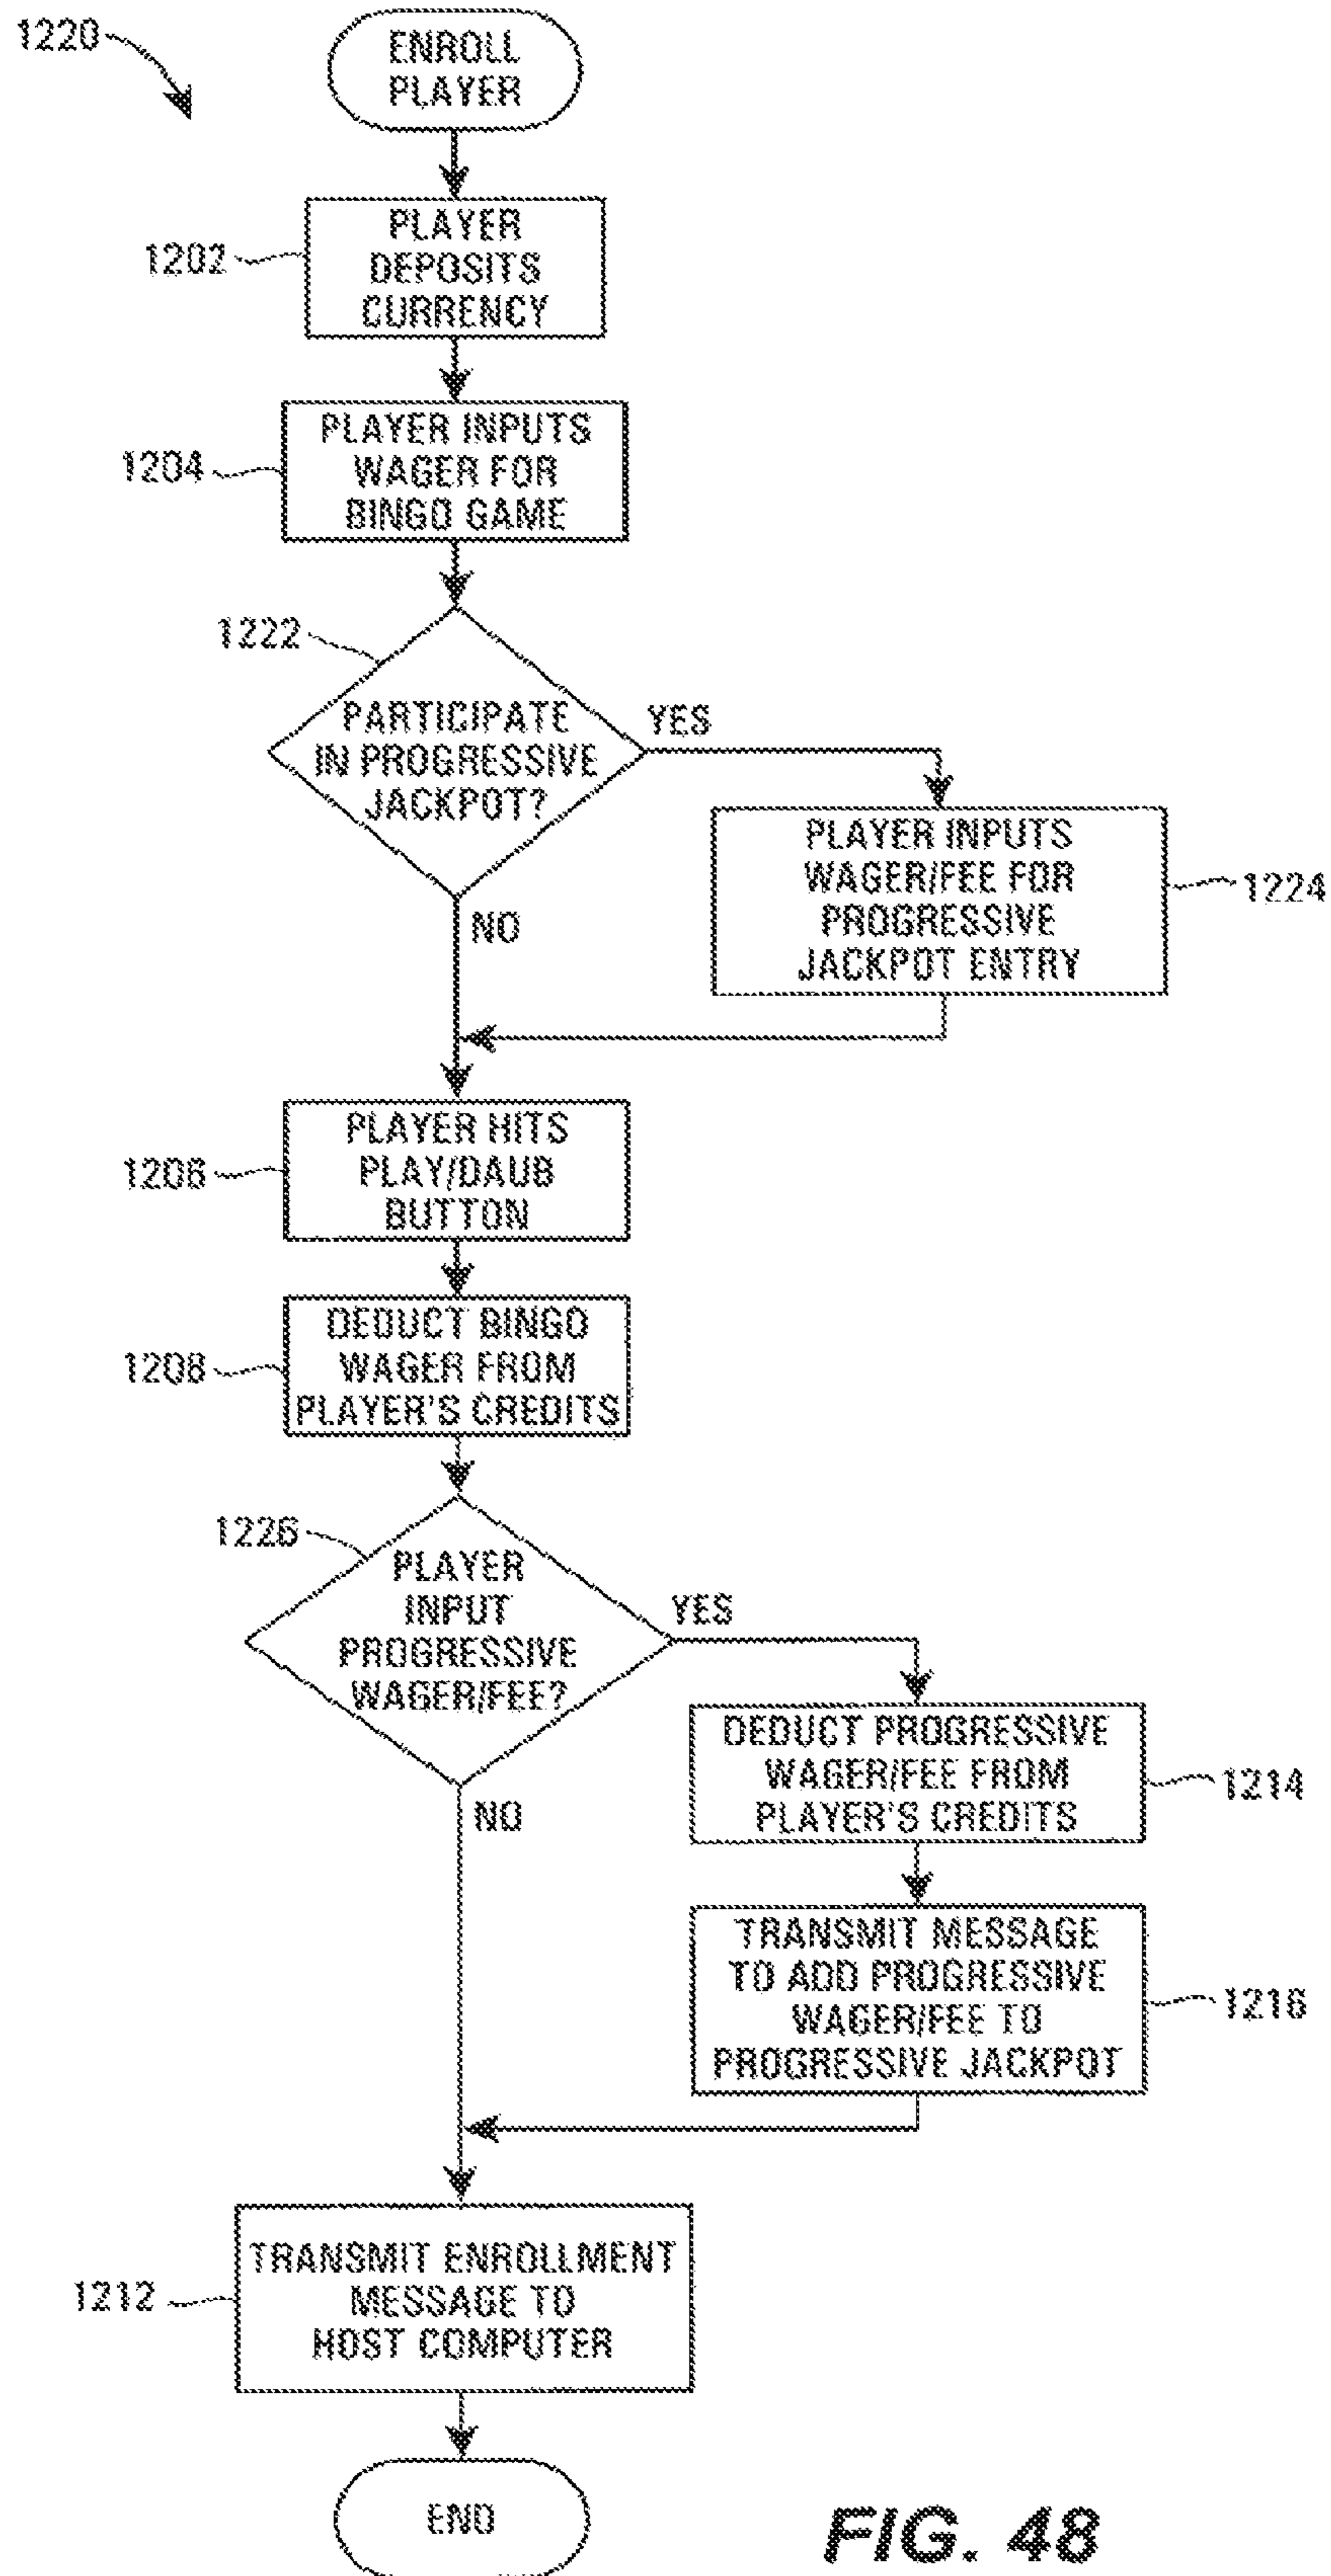 1220
ENROLL
PLAYER
1202
PLAYER
DEPOSITS
CURRENCY
1204
PLAYER INPUTS
WAGER FOR
BINGO GAME
1222
PARTICIPATE
IN PROGRESSIVE
JACKPOT?
YES
NO
PLAYER INPUTS
WAGER/FEE FOR
PROGRESSIVE
JACKPOT ENTRY
1224
1206
PLAYER HITS
PLAY/DAUB
BUTTON
1208
DEDUCT BINGO
WAGER FROM
PLAYER'S CREDITS
1226
PLAYER
INPUT
PROGRESSIVE
WAGER/FEE?
YES
NO
DEDUCT PROGRESSIVE
WAGER/FEE FROM
PLAYER'S CREDITS
1214
TRANSMIT MESSAGE
TO ADD PROGRESSIVE
WAGER/FEE TO
PROGRESSIVE JACKPOT
1216
1212
TRANSMIT ENROLLMENT
MESSAGE TO
HOST COMPUTER
END
FIG. 48